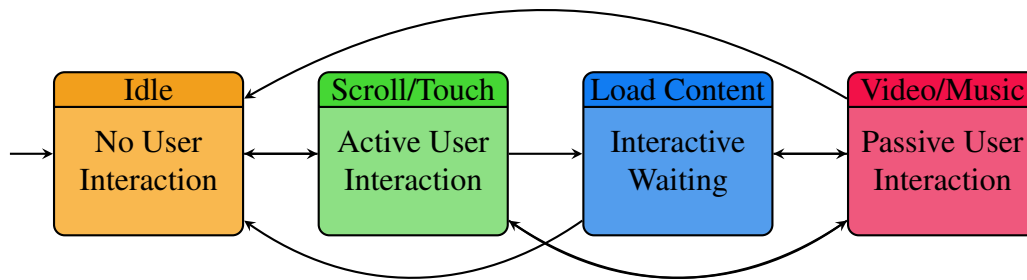 Idle
No User
Interaction
Scroll/Touch
Active User
Interaction
Load Content
Interactive
Waiting
Video/Music
Passive User
Interaction